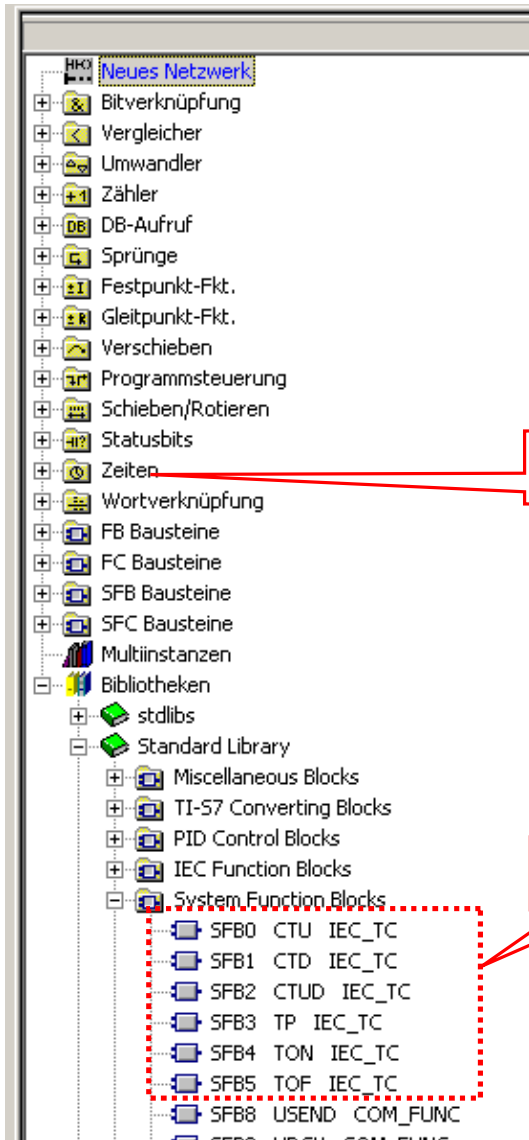 Neues Netzwerk
Bitverknüpfung
Vergleicher
Umwandler
Zähler
DB-Aufruf
Sprünge
Festpunkt-Fkt.
Gleitpunkt-Fkt.
Verschieben
Programmsteuerung
Schieben/Rotieren
Statusbits
Zeiten
Wortverknüpfung
FB Bausteine
FC Bausteine
SFB Bausteine
SFC Bausteine
Multiinstanzen
Bibliotheken
stdlibs
Standard Library
Miscellaneous Blocks
TI-S7 Converting Blocks
PID Control Blocks
IEC Function Blocks
System Function Blocks
SFB0 CTU IEC_TC
SFB1 CTD IEC_TC
SFB2 CTUD IEC_TC
SFB3 TP IEC_TC
SFB4 TON IEC_TC
SFB5 TOF IEC_TC
SFB8 USEND COM_FUNC